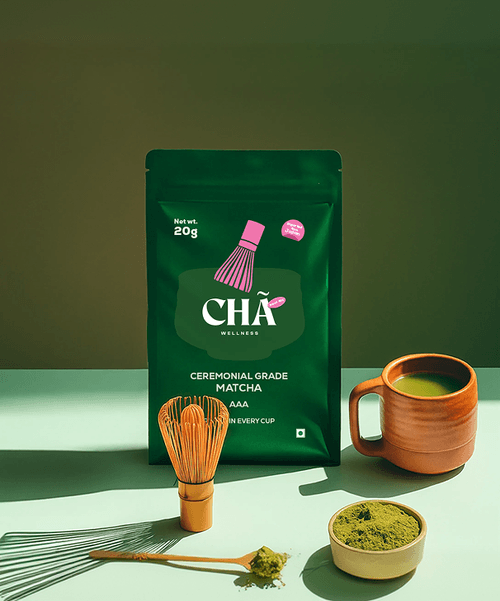 Net wt.
20g
CHÃ
WELLNESS
CEREMONIAL GRADE
MATCHA
AAA
IN EVERY CUP